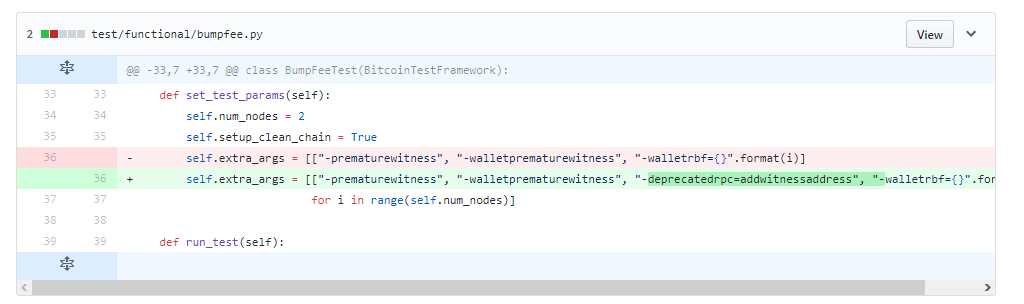 2 test/functional/bumpfee.py View
@@ -33,7 +33,7 @@ class BumpFeeTest(BitcoinTestFramework):
33 33 def set_test_params(self):
34 34 self.num_nodes = 2
35 35 self.setup_clean_chain = True
36 - self.extra_args = [["-prematurewitness", "-walletprematurewitness", "-walletrbf={}".format(i)]
36 + self.extra_args = [["-prematurewitness", "-walletprematurewitness", "-deprecatedrpc=addwitnessaddress", "-walletrbf={}".for
37 37 for i in range(self.num_nodes)]
38 38
39 39 def run_test(self):